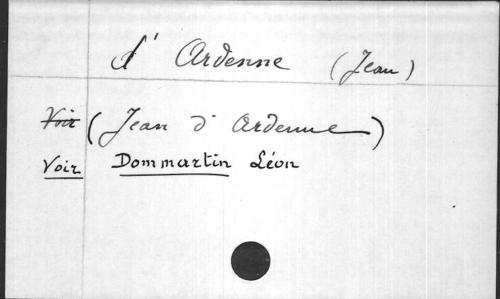 d' Ardenne (Jean)
Voir (Jean d'Ardenne)
Voir Dommartin Léon